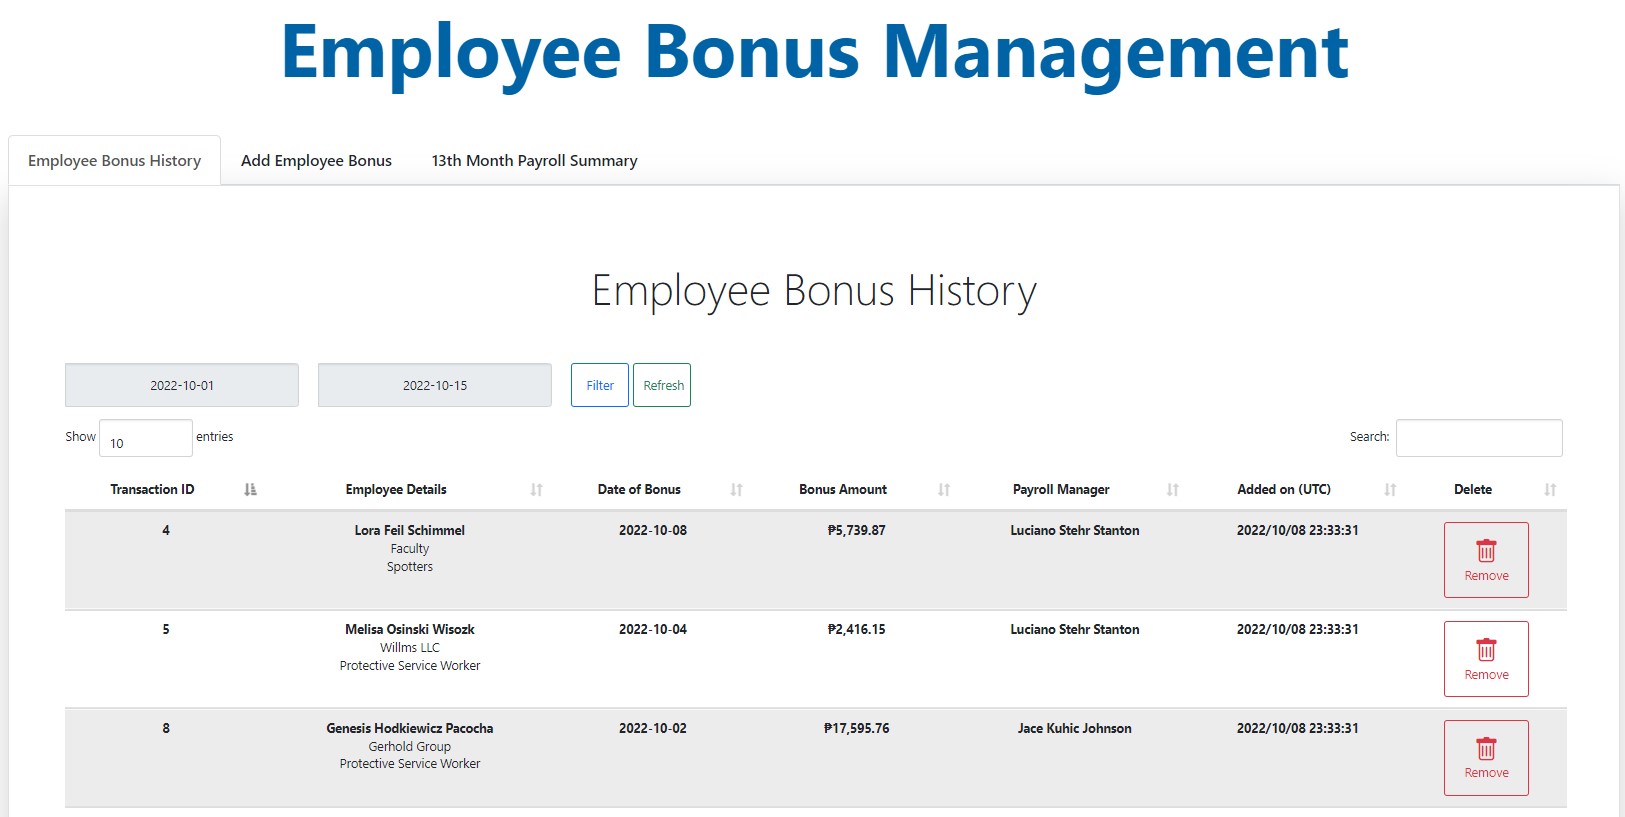 Employee Bonus Management
Employee Bonus History Add Employee Bonus 13th Month Payroll Summary
Employee Bonus History
2022-10-01 2022-10-15 Filter Refresh
Show 10 entries Search:
Transaction ID Employee Details Date of Bonus Bonus Amount Payroll Manager Added on (UTC) Delete
4 Lora Feil Schimmel 2022-10-08 ₱5,739.87 Luciano Stehr Stanton 2022/10/08 23:33:31
Faculty
Spotters
Remove
5 Melisa Osinski Wisozk 2022-10-04 ₱2,416.15 Luciano Stehr Stanton 2022/10/08 23:33:31
Willms LLC
Protective Service Worker
Remove
8 Genesis Hodkiewicz Pacocha 2022-10-02 ₱17,595.76 Jace Kuhic Johnson 2022/10/08 23:33:31
Gerhold Group
Protective Service Worker
Remove